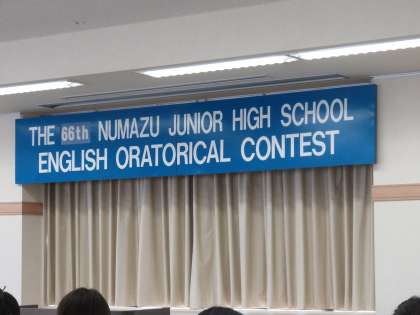 THE 66th NUMAZU JUNIOR HIGH SCHOOL
ENGLISH ORATORICAL CONTEST